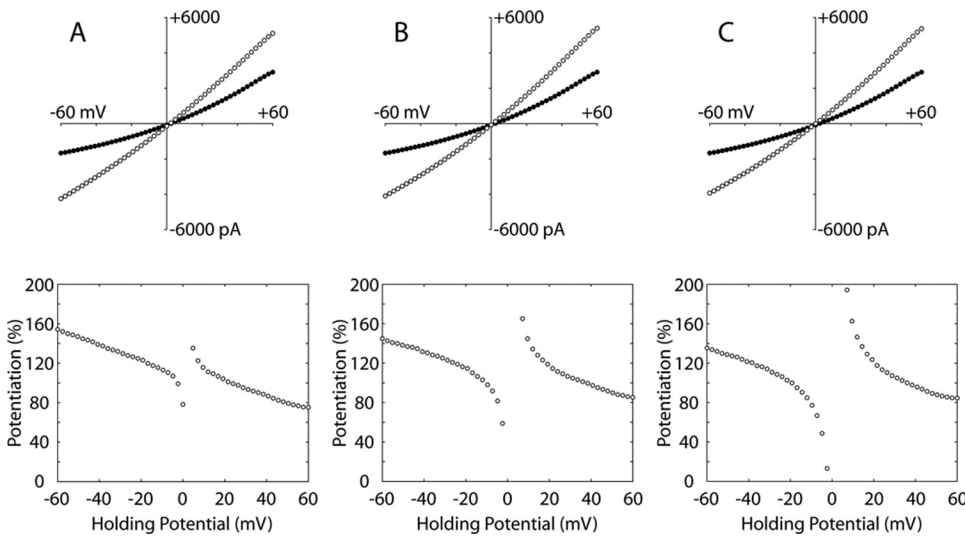 A
+6000
-60 mV
+60
-6000 pA
B
+6000
-60 mV
+60
-6000 pA
C
+6000
-60 mV
+60
-6000 pA
Potentiation (%)
200
160
120
80
40
0
-60 -40 -20 0 20 40 60
Holding Potential (mV)
Potentiation (%)
200
160
120
80
40
0
-60 -40 -20 0 20 40 60
Holding Potential (mV)
Potentiation (%)
200
160
120
80
40
0
-60 -40 -20 0 20 40 60
Holding Potential (mV)